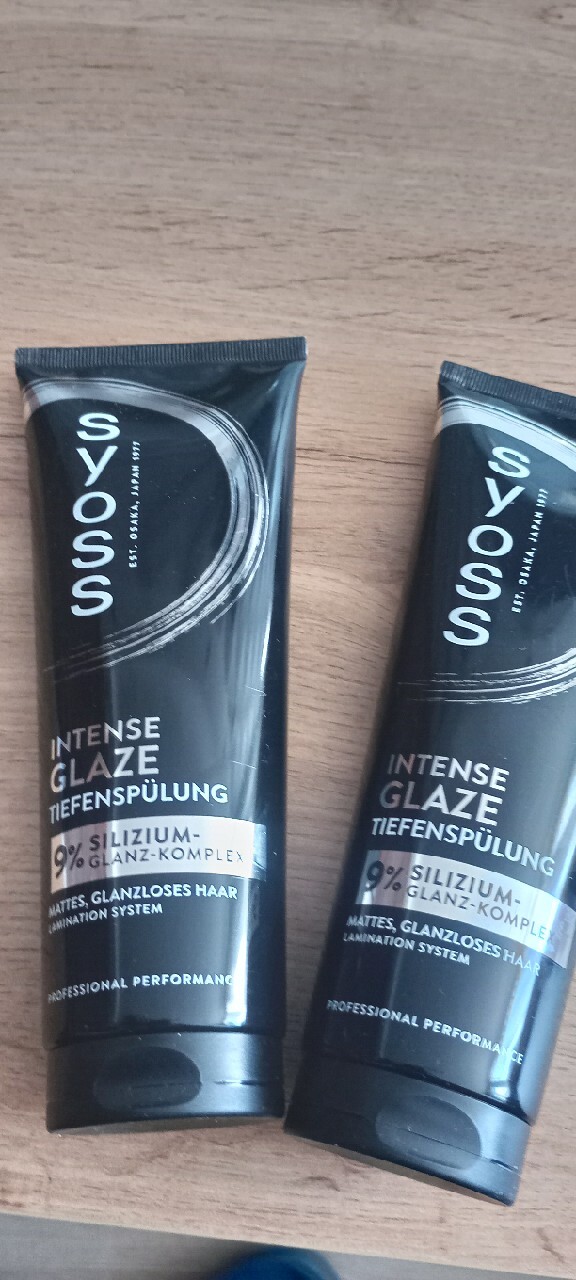 SYOSS
EST. OSAKA, JAPAN 1977
INTENSE
GLAZE
TIEFENSPÜLUNG
9% SILIZIUM-
GLANZ-KOMPLEX
MATTES, GLANZLOSES HAAR
LAMINATION SYSTEM
PROFESSIONAL PERFORMANC
SYOSS
EST. OSAKA, JAPAN 1977
INTENSE
GLAZE
TIEFENSPÜLUNG
9% SILIZIUM-
GLANZ-KOMPLEX
MATTES, GLANZLOSES HAAR
LAMINATION SYSTEM
PROFESSIONAL PERFORMANCE